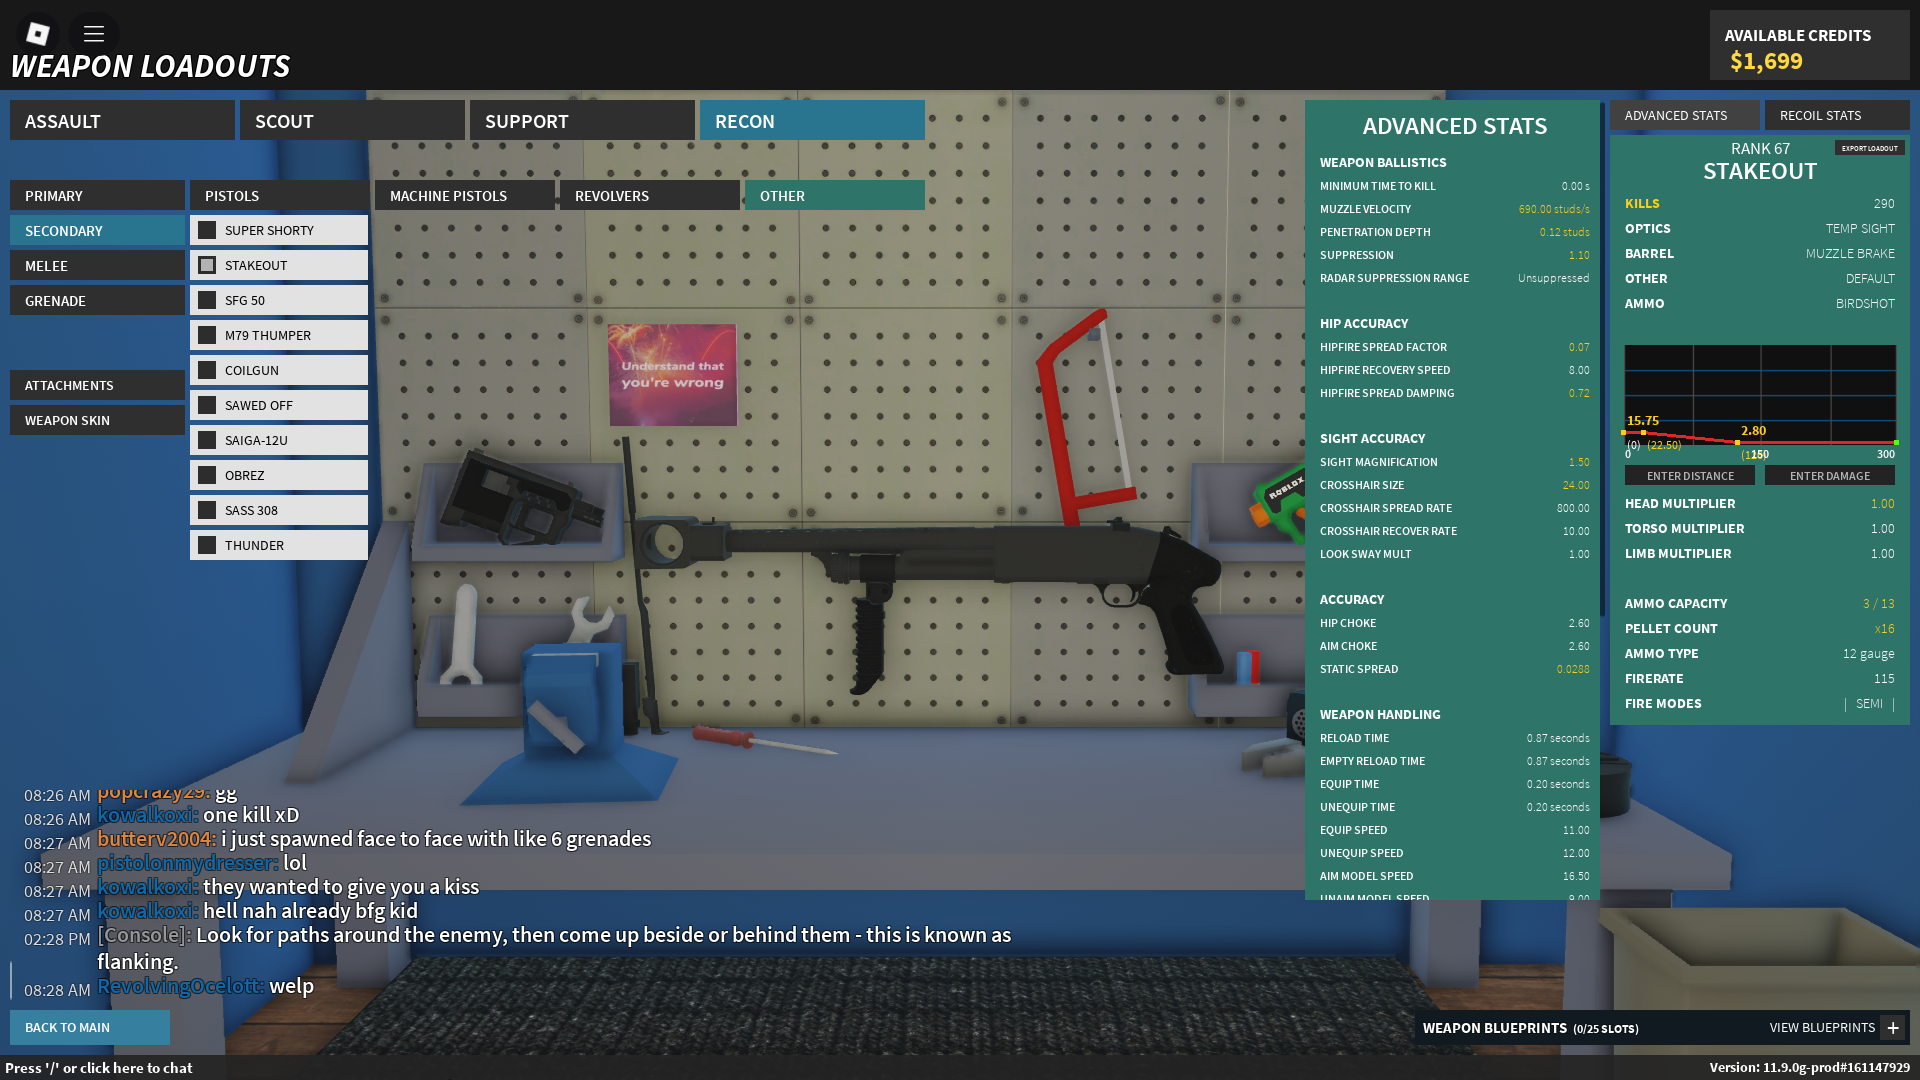 WEAPON LOADOUTS
AVAILABLE CREDITS
$1,699
ASSAULT
SCOUT
SUPPORT
RECON
PRIMARY
SECONDARY
MELEE
GRENADE
ATTACHMENTS
WEAPON SKIN
PISTOLS
MACHINE PISTOLS
REVOLVERS
OTHER
SUPER SHORTY
STAKEOUT
SFG 50
M79 THUMPER
COILGUN
SAWED OFF
SAIGA-12U
OBREZ
SASS 308
THUNDER
Understand that
you're wrong
ROBLOX
ADVANCED STATS
WEAPON BALLISTICS
MINIMUM TIME TO KILL 0.00 s
MUZZLE VELOCITY 690.00 studs/s
PENETRATION DEPTH 0.12 studs
SUPPRESSION 1.10
RADAR SUPPRESSION RANGE Unsuppressed
HIP ACCURACY
HIPFIRE SPREAD FACTOR 0.07
HIPFIRE RECOVERY SPEED 8.00
HIPFIRE SPREAD DAMPING 0.72
SIGHT ACCURACY
SIGHT MAGNIFICATION 1.50
CROSSHAIR SIZE 24.00
CROSSHAIR SPREAD RATE 800.00
CROSSHAIR RECOVER RATE 10.00
LOOK SWAY MULT 1.00
ACCURACY
HIP CHOKE 2.60
AIM CHOKE 2.60
STATIC SPREAD 0.0288
WEAPON HANDLING
RELOAD TIME 0.87 seconds
EMPTY RELOAD TIME 0.87 seconds
EQUIP TIME 0.20 seconds
UNEQUIP TIME 0.20 seconds
EQUIP SPEED 11.00
UNEQUIP SPEED 12.00
AIM MODEL SPEED 16.50
UNAIM MODEL SPEED 9.00
ADVANCED STATS
RECOIL STATS
RANK 67
EXPORT LOADOUT
STAKEOUT
KILLS 290
OPTICS TEMP SIGHT
BARREL MUZZLE BRAKE
OTHER DEFAULT
AMMO BIRDSHOT
15.75
2.80
(0) (22.50)
0 150 300
ENTER DISTANCE
ENTER DAMAGE
HEAD MULTIPLIER 1.00
TORSO MULTIPLIER 1.00
LIMB MULTIPLIER 1.00
AMMO CAPACITY 3 / 13
PELLET COUNT x16
AMMO TYPE 12 gauge
FIRERATE 115
FIRE MODES | SEMI |
08:26 AM popcrazy29: gg
08:26 AM kowalkoxi: one kill xD
08:27 AM butterv2004: i just spawned face to face with like 6 grenades
08:27 AM pistolonmydresser: lol
08:27 AM kowalkoxi: they wanted to give you a kiss
08:27 AM kowalkoxi: hell nah already bfg kid
02:28 PM [Console]: Look for paths around the enemy, then come up beside or behind them - this is known as
flanking.
08:28 AM RevolvingOcelott: welp
BACK TO MAIN
WEAPON BLUEPRINTS (0/25 SLOTS)
VIEW BLUEPRINTS +
Press '/' or click here to chat
Version: 11.9.0g-prod#161147929